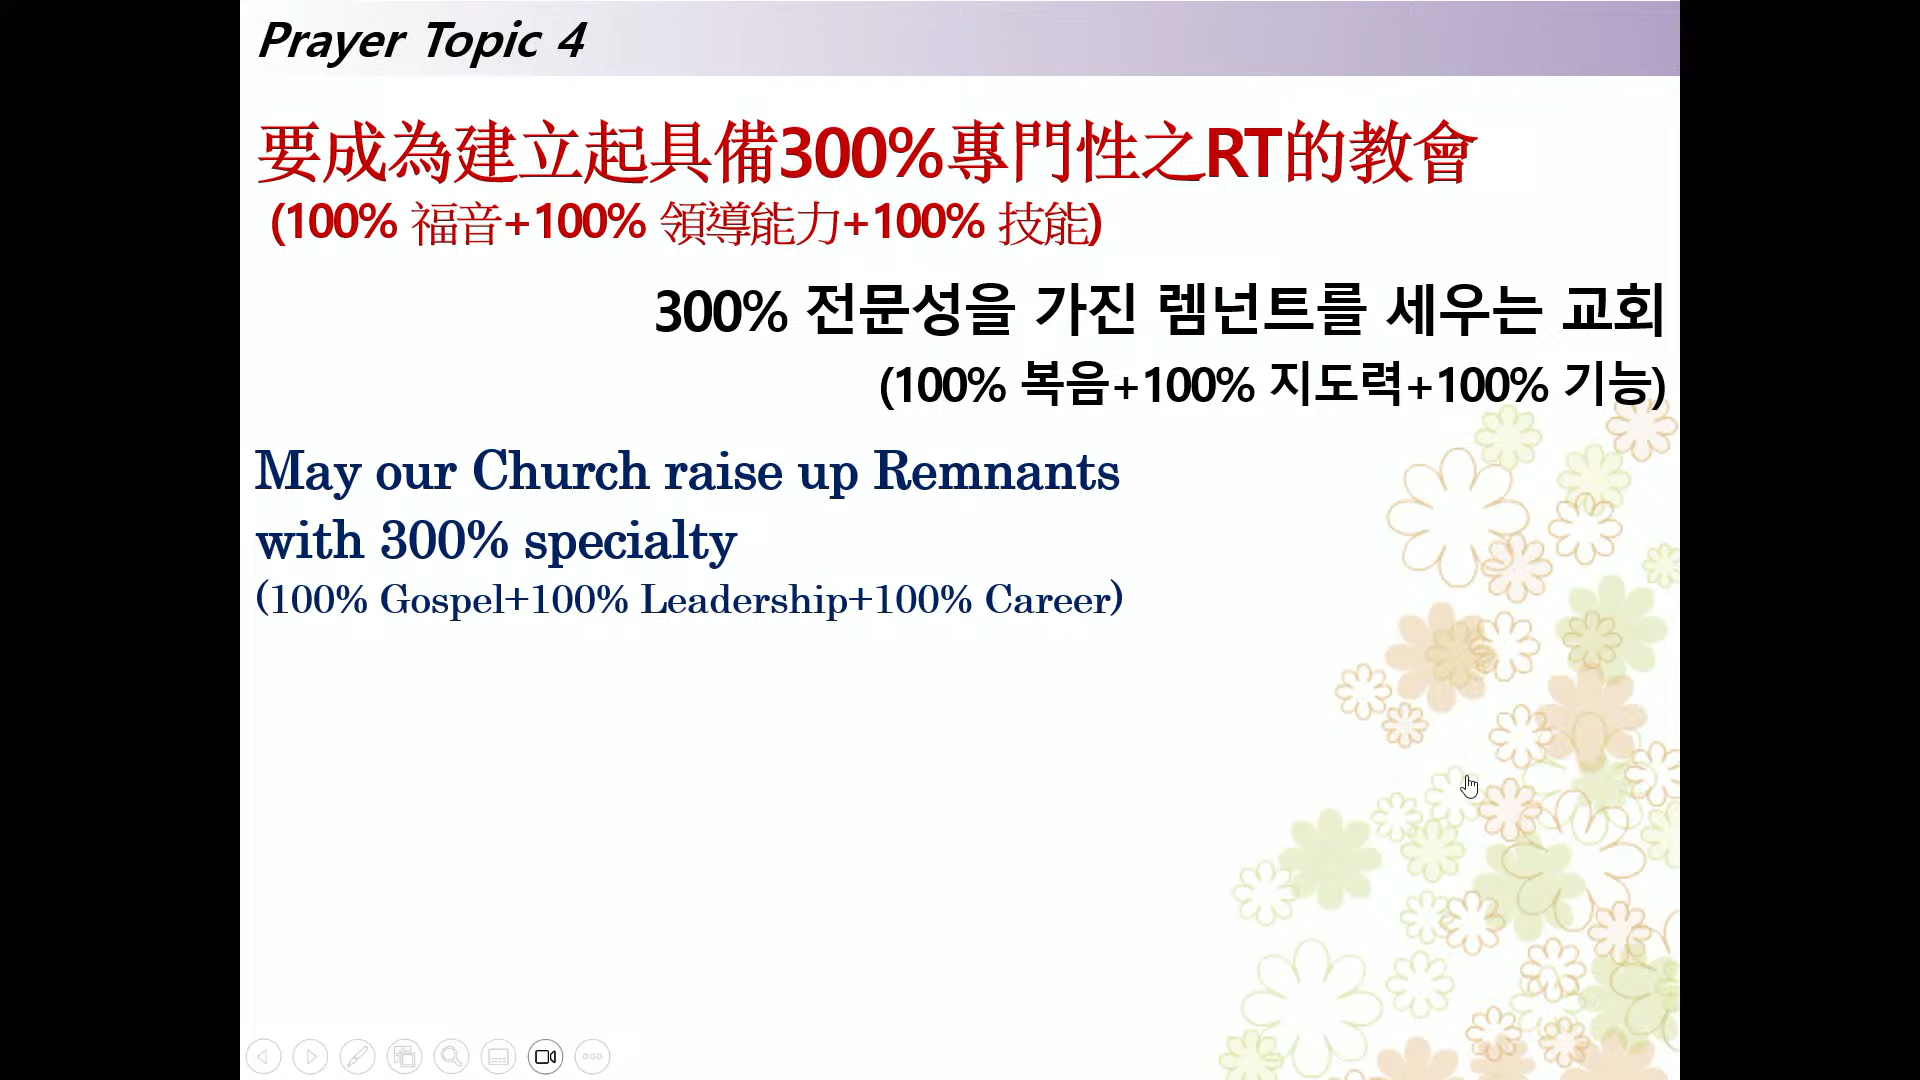 Prayer Topic 4
要成為建立起具備300%專門性之RT的教會
(100% 福音+100% 領導能力+100% 技能)
300% 전문성을 가진 렘넌트를 세우는 교회
(100% 복음+100% 지도력+100% 기능)
May our Church raise up Remnants
with 300% specialty
(100% Gospel+100% Leadership+100% Career)